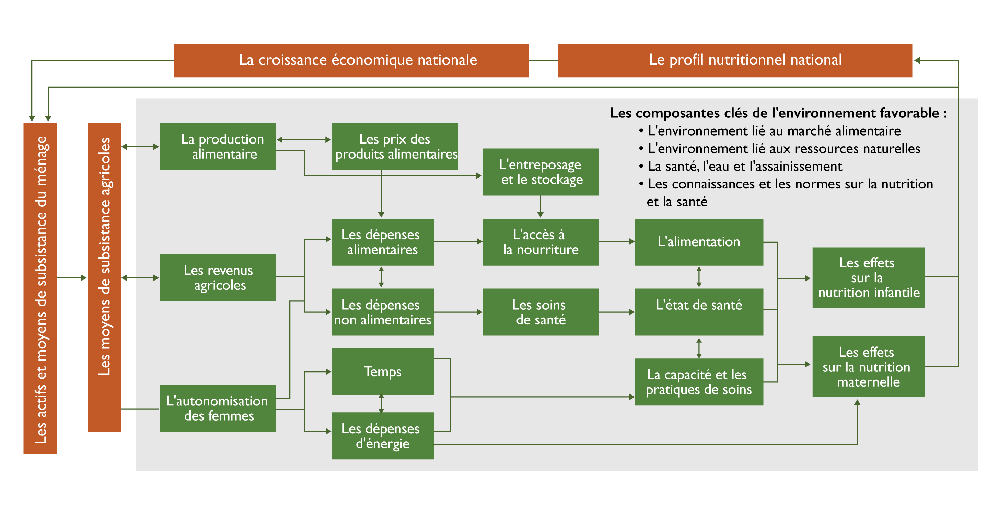 La croissance économique nationale
Le profil nutritionnel national
Les composantes clés de l'environnement favorable :
• L'environnement lié au marché alimentaire
• L'environnement lié aux ressources naturelles
• La santé, l'eau et l'assainissement
• Les connaissances et les normes sur la nutrition
et la santé
Les actifs et moyens de subsistance du ménage
Les moyens de subsistance agricoles
La production
alimentaire
Les prix des
produits alimentaires
L'entreposage
et le stockage
Les revenus
agricoles
Les dépenses
alimentaires
L'accès à
la nourriture
L'alimentation
Les effets
sur la
nutrition infantile
Les dépenses
non alimentaires
Les soins
de santé
L'état de santé
L'autonomisation
des femmes
Temps
La capacité et les
pratiques de soins
Les effets
sur la nutrition
maternelle
Les dépenses
d'énergie